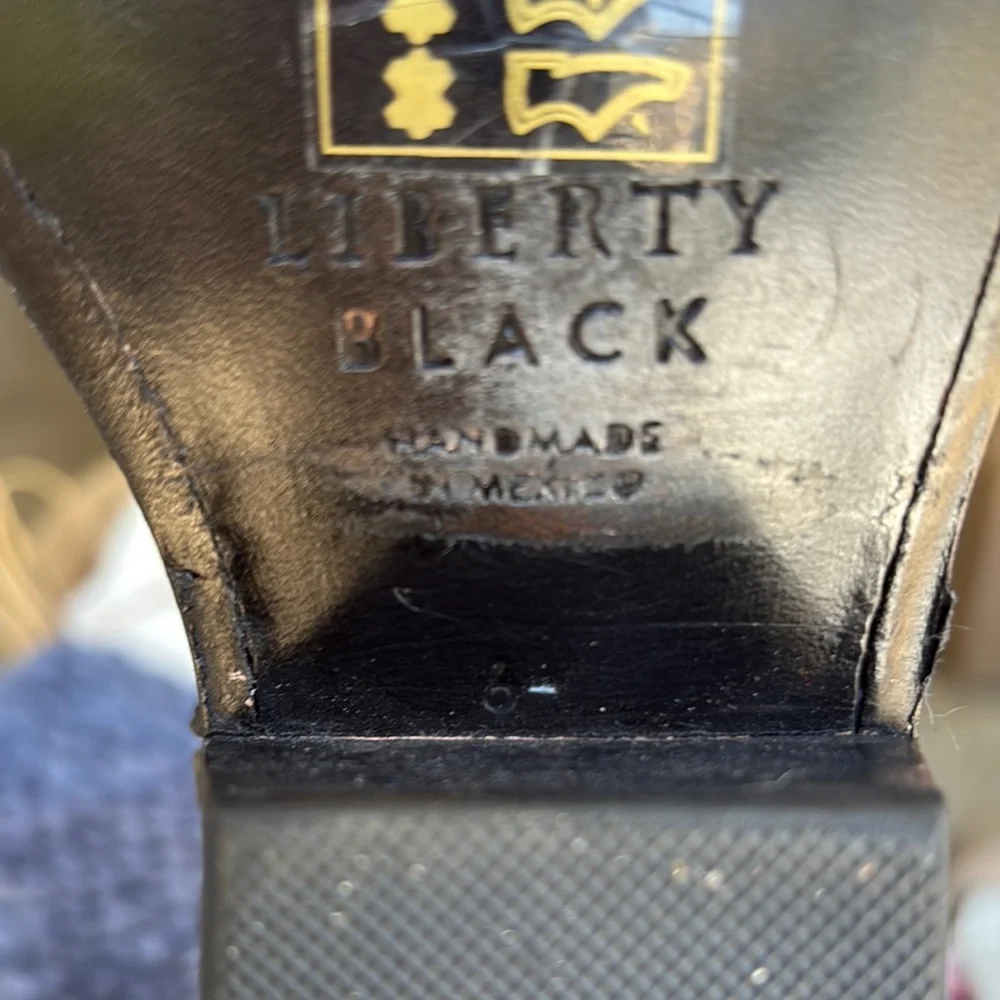 LIBERTY
BLACK
HANDMADE
IN MEXICO
6-